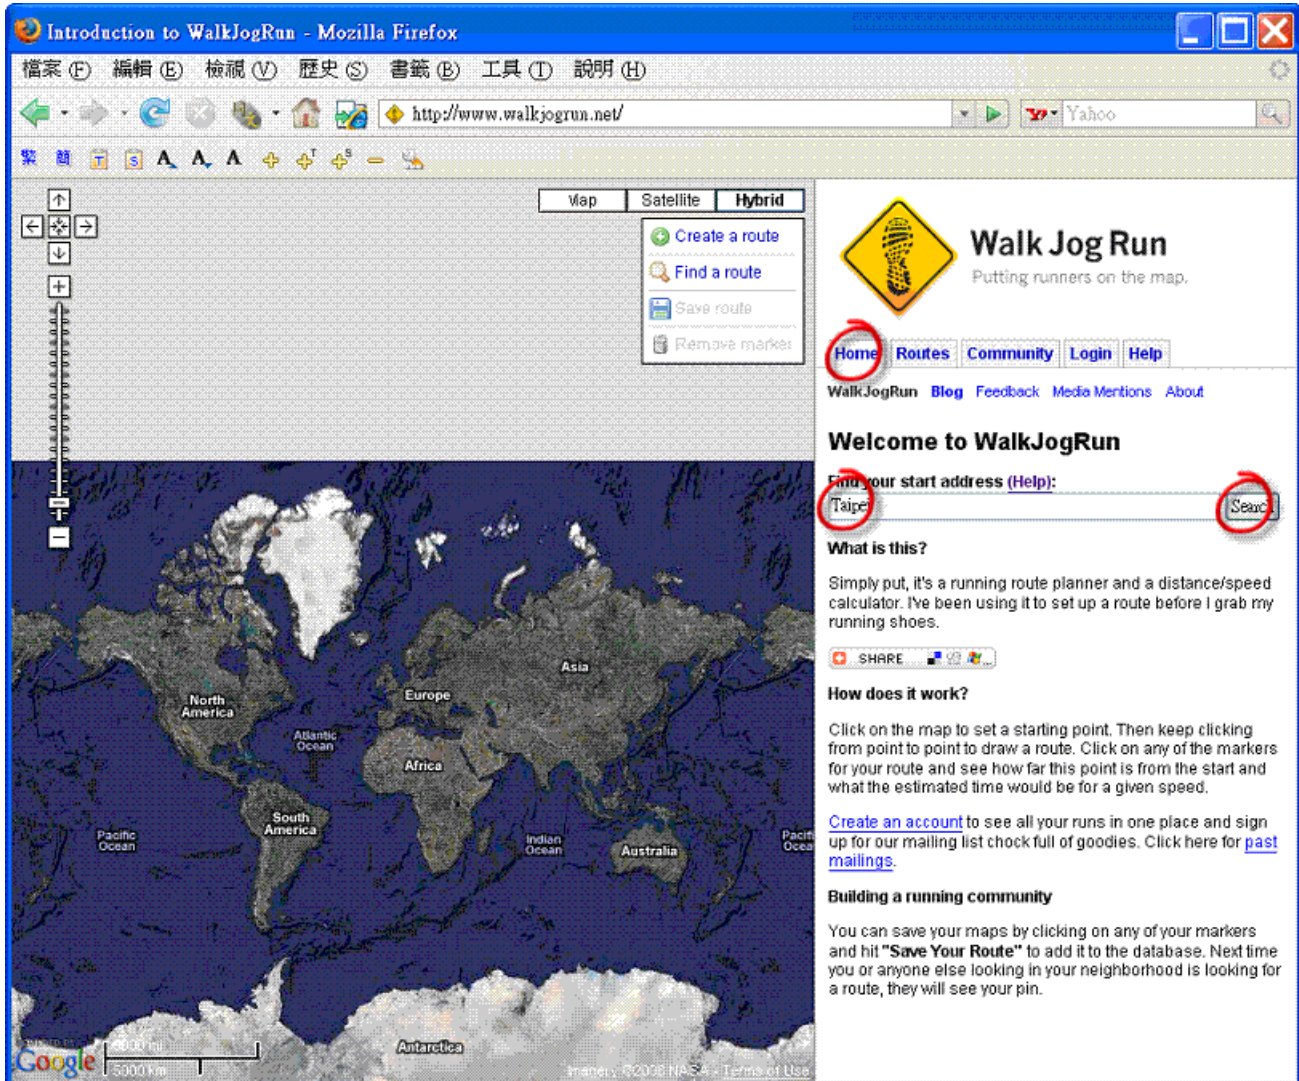 Introduction to WalkJogRun - Mozilla Firefox
檔案 (F) 編輯 (E) 檢視 (V) 歷史 (S) 書籤 (B) 工具 (T) 說明 (H)
http://www.walkjogrun.net/
Yahoo
繁 簡 T S A A A T S
Map Satellite Hybrid
Create a route
Find a route
Save route
Remove marker
Walk Jog Run
Putting runners on the map.
Home Routes Community Login Help
WalkJogRun Blog Feedback Media Mentions About
Welcome to WalkJogRun
Find your start address (Help):
Taipei Search
What is this?
Simply put, it's a running route planner and a distance/speed
calculator. I've been using it to set up a route before I grab my
running shoes.
SHARE
How does it work?
Click on the map to set a starting point. Then keep clicking
from point to point to draw a route. Click on any of the markers
for your route and see how far this point is from the start and
what the estimated time would be for a given speed.
Create an account to see all your runs in one place and sign
up for our mailing list chock full of goodies. Click here for past
mailings.
Building a running community
You can save your maps by clicking on any of your markers
and hit "Save Your Route" to add it to the database. Next time
you or anyone else looking in your neighborhood is looking for
a route, they will see your pin.
Asia
Europe
North
America
Atlantic
Ocean
Africa
South
America
Pacific
Ocean
Indian
Ocean
Australia
Pacifi
Ocea
Antarctica
Google
5000 km
Imagery ©2008 NASA - Terms of Use